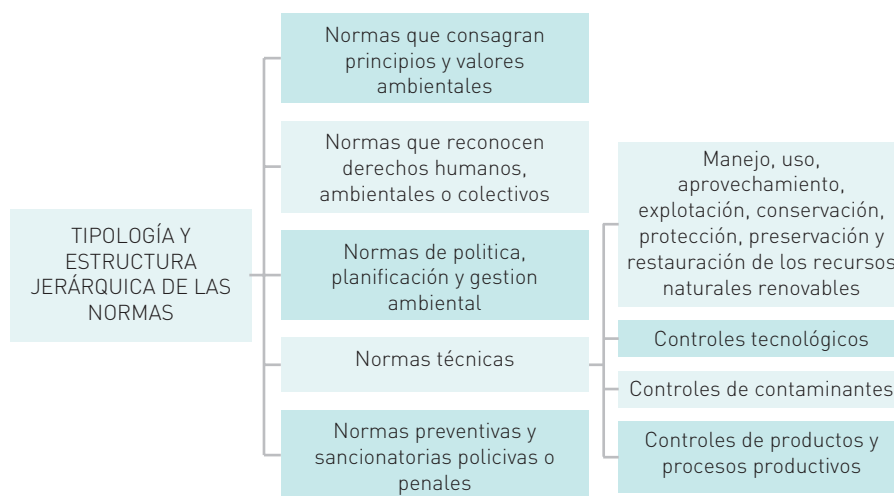 TIPOLOGÍA Y
ESTRUCTURA
JERÁRQUICA DE LAS
NORMAS
Normas que consagran
principios y valores
ambientales
Normas que reconocen
derechos humanos,
ambientales o colectivos
Normas de politica,
planificación y gestion
ambiental
Normas técnicas
Normas preventivas y
sancionatorias policivas o
penales
Manejo, uso,
aprovechamiento,
explotación, conservación,
protección, preservación y
restauración de los recursos
naturales renovables
Controles tecnológicos
Controles de contaminantes
Controles de productos y
procesos productivos